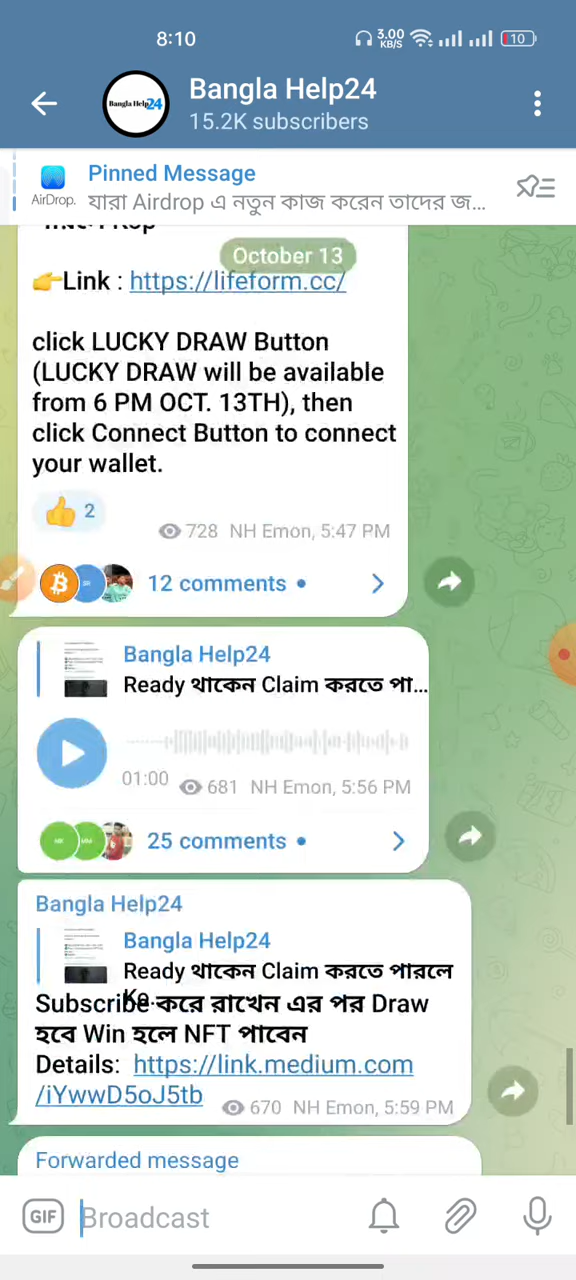 8:10
3.00
KB/S
10
Bangla Help24
Bangla Help24
15.2K subscribers
Pinned Message
AirDrop.
যারা Airdrop এ নতুন কাজ করেন তাদের জ...
October 13
👉Link : https://lifeform.cc/
click LUCKY DRAW Button
(LUCKY DRAW will be available
from 6 PM OCT. 13TH), then
click Connect Button to connect
your wallet.
👍 2
728 NH Emon, 5:47 PM
12 comments
Bangla Help24
Ready থাকেন Claim করতে পা...
01:00
681 NH Emon, 5:56 PM
25 comments
Bangla Help24
Bangla Help24
Ready থাকেন Claim করতে পারলে
Subscribe করে রাখেন এর পর Draw
হবে Win হলে NFT পাবেন
Details: https://link.medium.com
/iYwwD5oJ5tb
670 NH Emon, 5:59 PM
Forwarded message
GIF
Broadcast